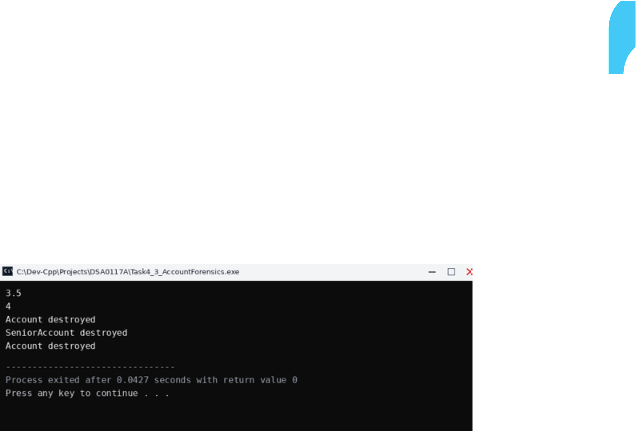 C:\ C:\Dev-Cpp\Projects\DSA0117A\Task4_3_AccountForensics.exe
3.5
4
Account destroyed
SeniorAccount destroyed
Account destroyed
--------------------------------
Process exited after 0.0427 seconds with return value 0
Press any key to continue . . .